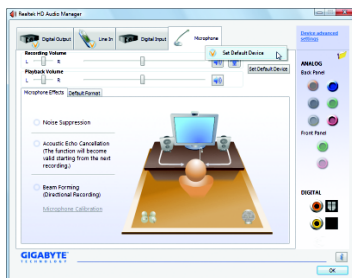 Realtek HD Audio Manager
Digital Output
Line In
Digital Input
Microphone
Device advanced settings
Set Default Device
Recording Volume
L
R
Set Default Device
Playback Volume
L
R
Microphone Effects
Default Format
Noise Suppression
Acoustic Echo Cancellation
(The function will become
valid starting from the next
recording.)
Beam Forming
(Directional Recording)
Microphone Calibration
ANALOG
Back Panel
Front Panel
DIGITAL
GIGABYTE
TECHNOLOGY
i
OK